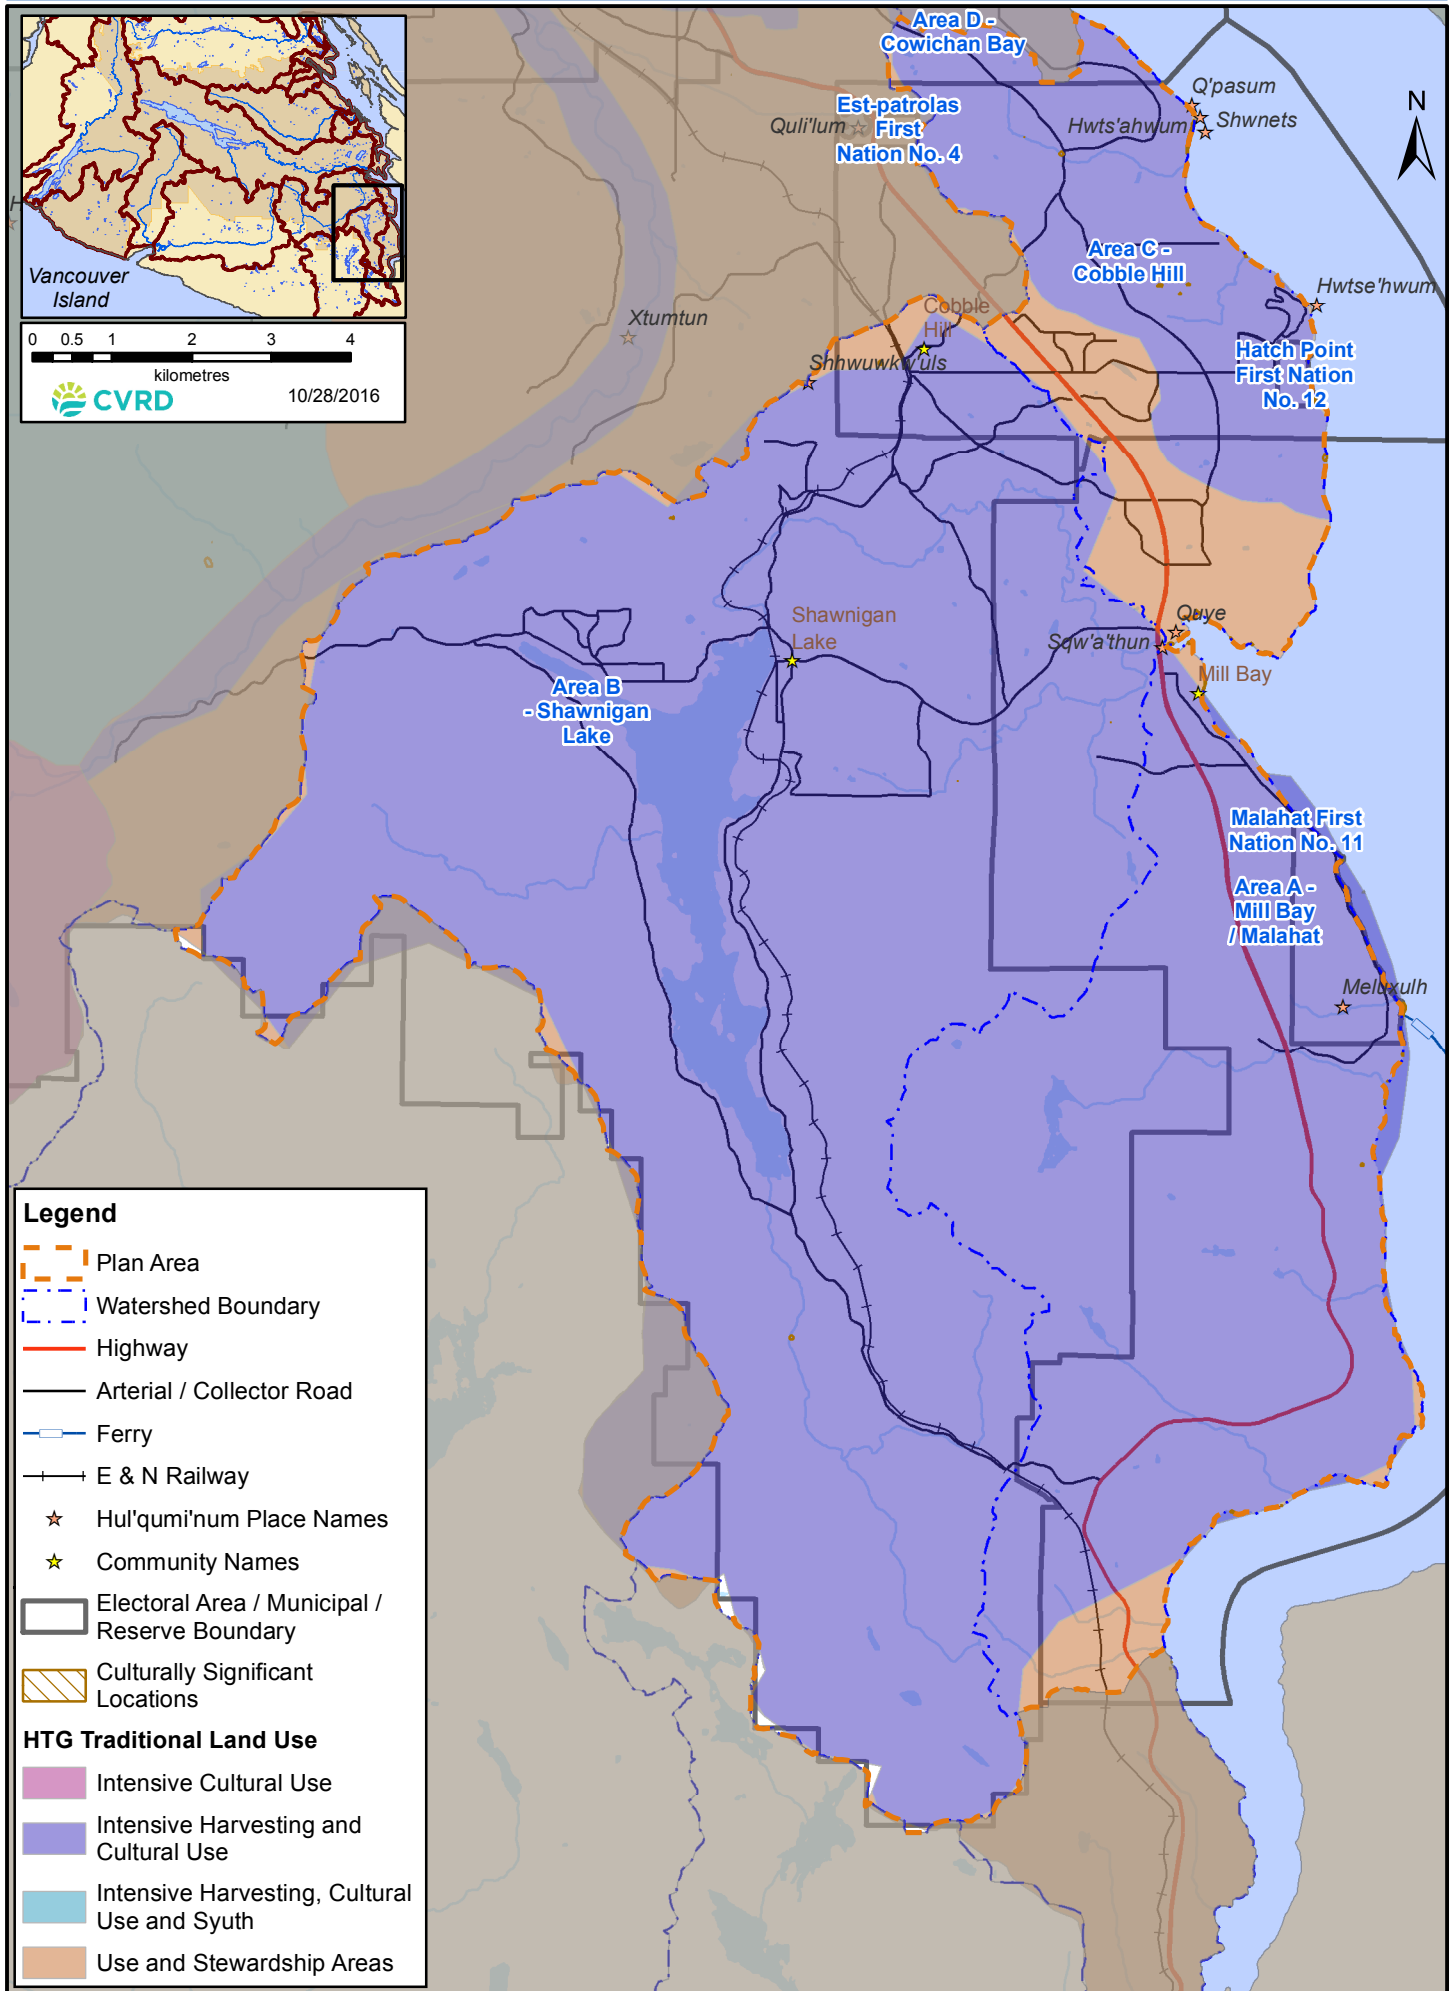 Vancouver
Island
0 0.5 1 2 3 4
kilometres
CVRD
10/28/2016
N
Area D -
Cowichan Bay
Q'pasum
Shwnets
Hwts'ahwum
Quli'lum
Est-patrolas
First
Nation No. 4
Area C -
Cobble Hill
Hwtse'hwum
Xtumtun
Cobble
Hill
Shhwuwkw'uls
Hatch Point
First Nation
No. 12
Shawnigan
Lake
Quye
Sqw'a'thun
Mill Bay
Area B
- Shawnigan
Lake
Malahat First
Nation No. 11
Area A -
Mill Bay
/ Malahat
Meluxulh
H
Legend
Plan Area
Watershed Boundary
Highway
Arterial / Collector Road
Ferry
E & N Railway
Hul'qumi'num Place Names
Community Names
Electoral Area / Municipal /
Reserve Boundary
Culturally Significant
Locations
HTG Traditional Land Use
Intensive Cultural Use
Intensive Harvesting and
Cultural Use
Intensive Harvesting, Cultural
Use and Syuth
Use and Stewardship Areas